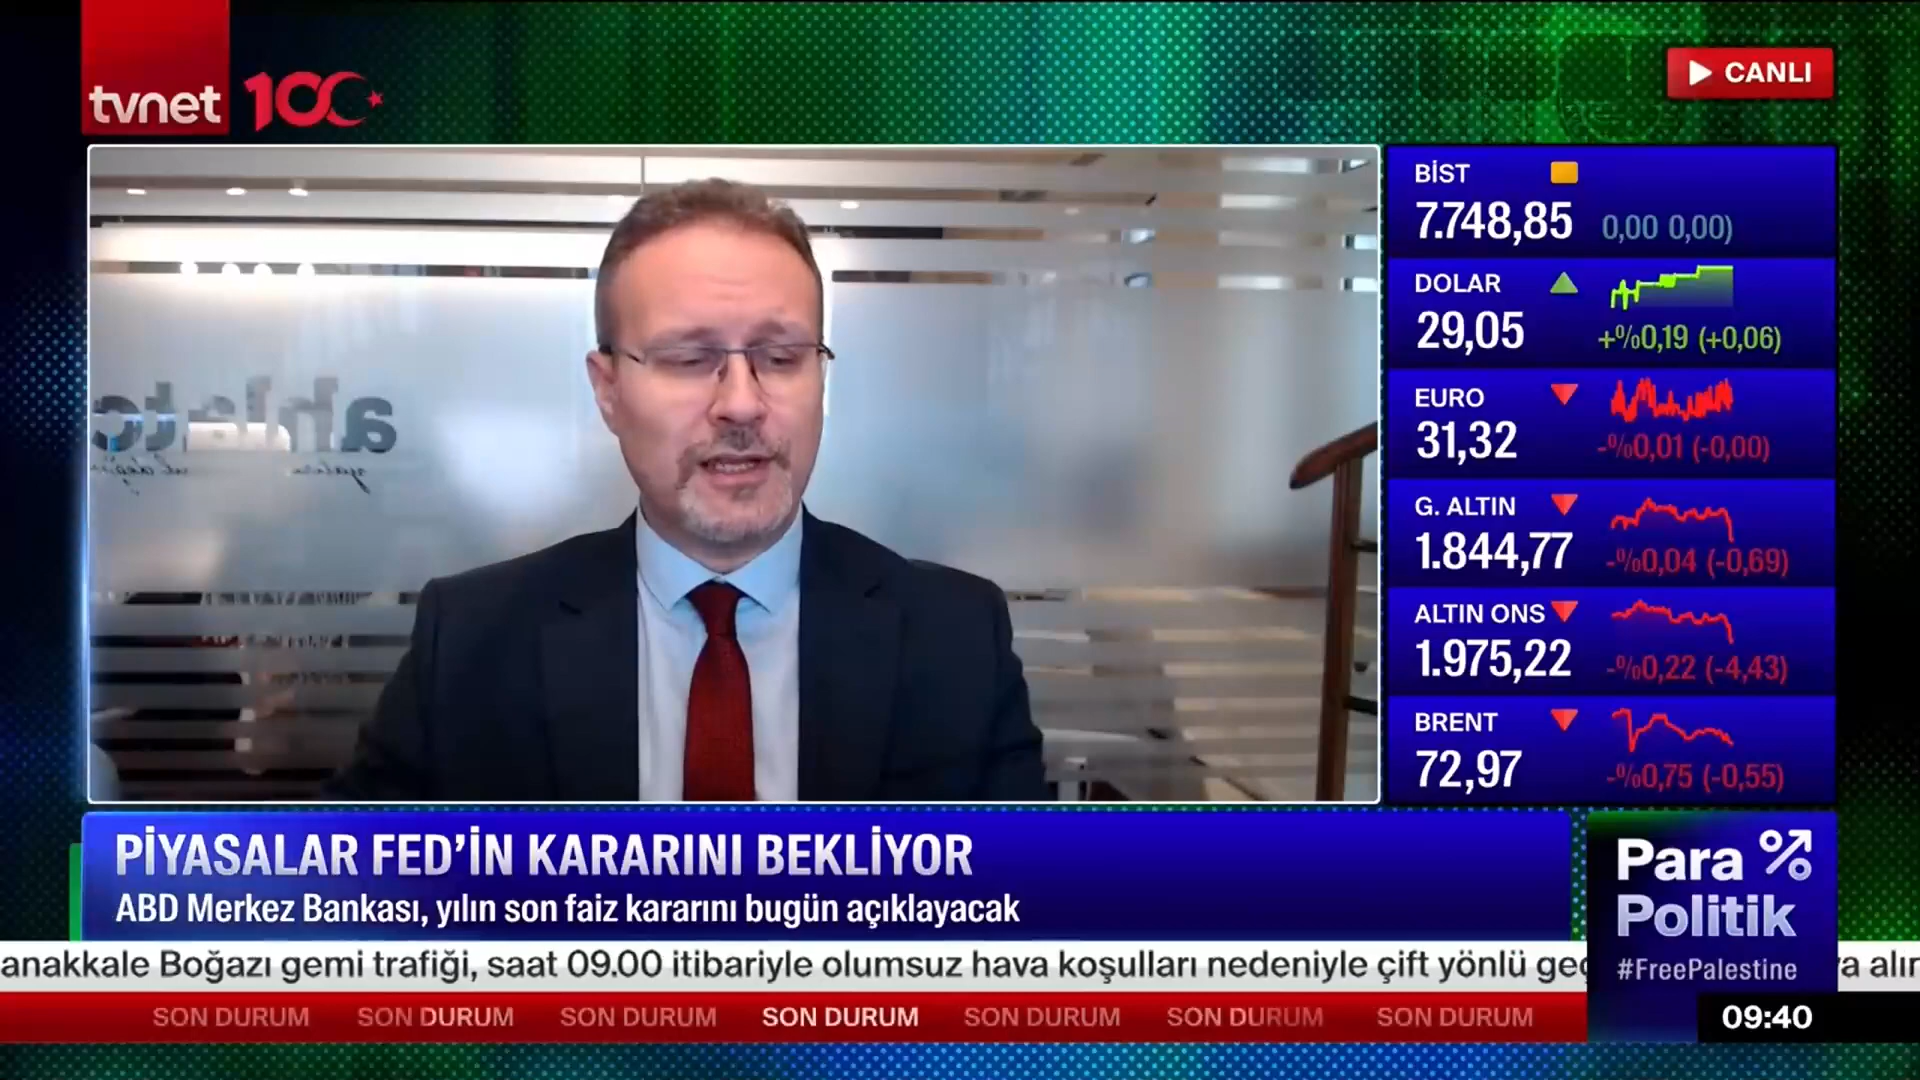 tvnet 100
CANLI
BİST
7.748,85 0,00 0,00)
DOLAR
29,05 +%0,19 (+0,06)
EURO
31,32 -%0,01 (-0,00)
G. ALTIN
1.844,77 -%0,04 (-0,69)
ALTIN ONS
1.975,22 -%0,22 (-4,43)
BRENT
72,97 -%0,75 (-0,55)
ahlatc
PİYASALAR FED'İN KARARINI BEKLİYOR
ABD Merkez Bankası, yılın son faiz kararını bugün açıklayacak
Para %
Politik
#FreePalestine
anakkale Boğazı gemi trafiği, saat 09.00 itibariyle olumsuz hava koşulları nedeniyle çift yönlü geç
a alır
SON DURUM SON DURUM SON DURUM SON DURUM SON DURUM SON DURUM SON DURUM
09:40